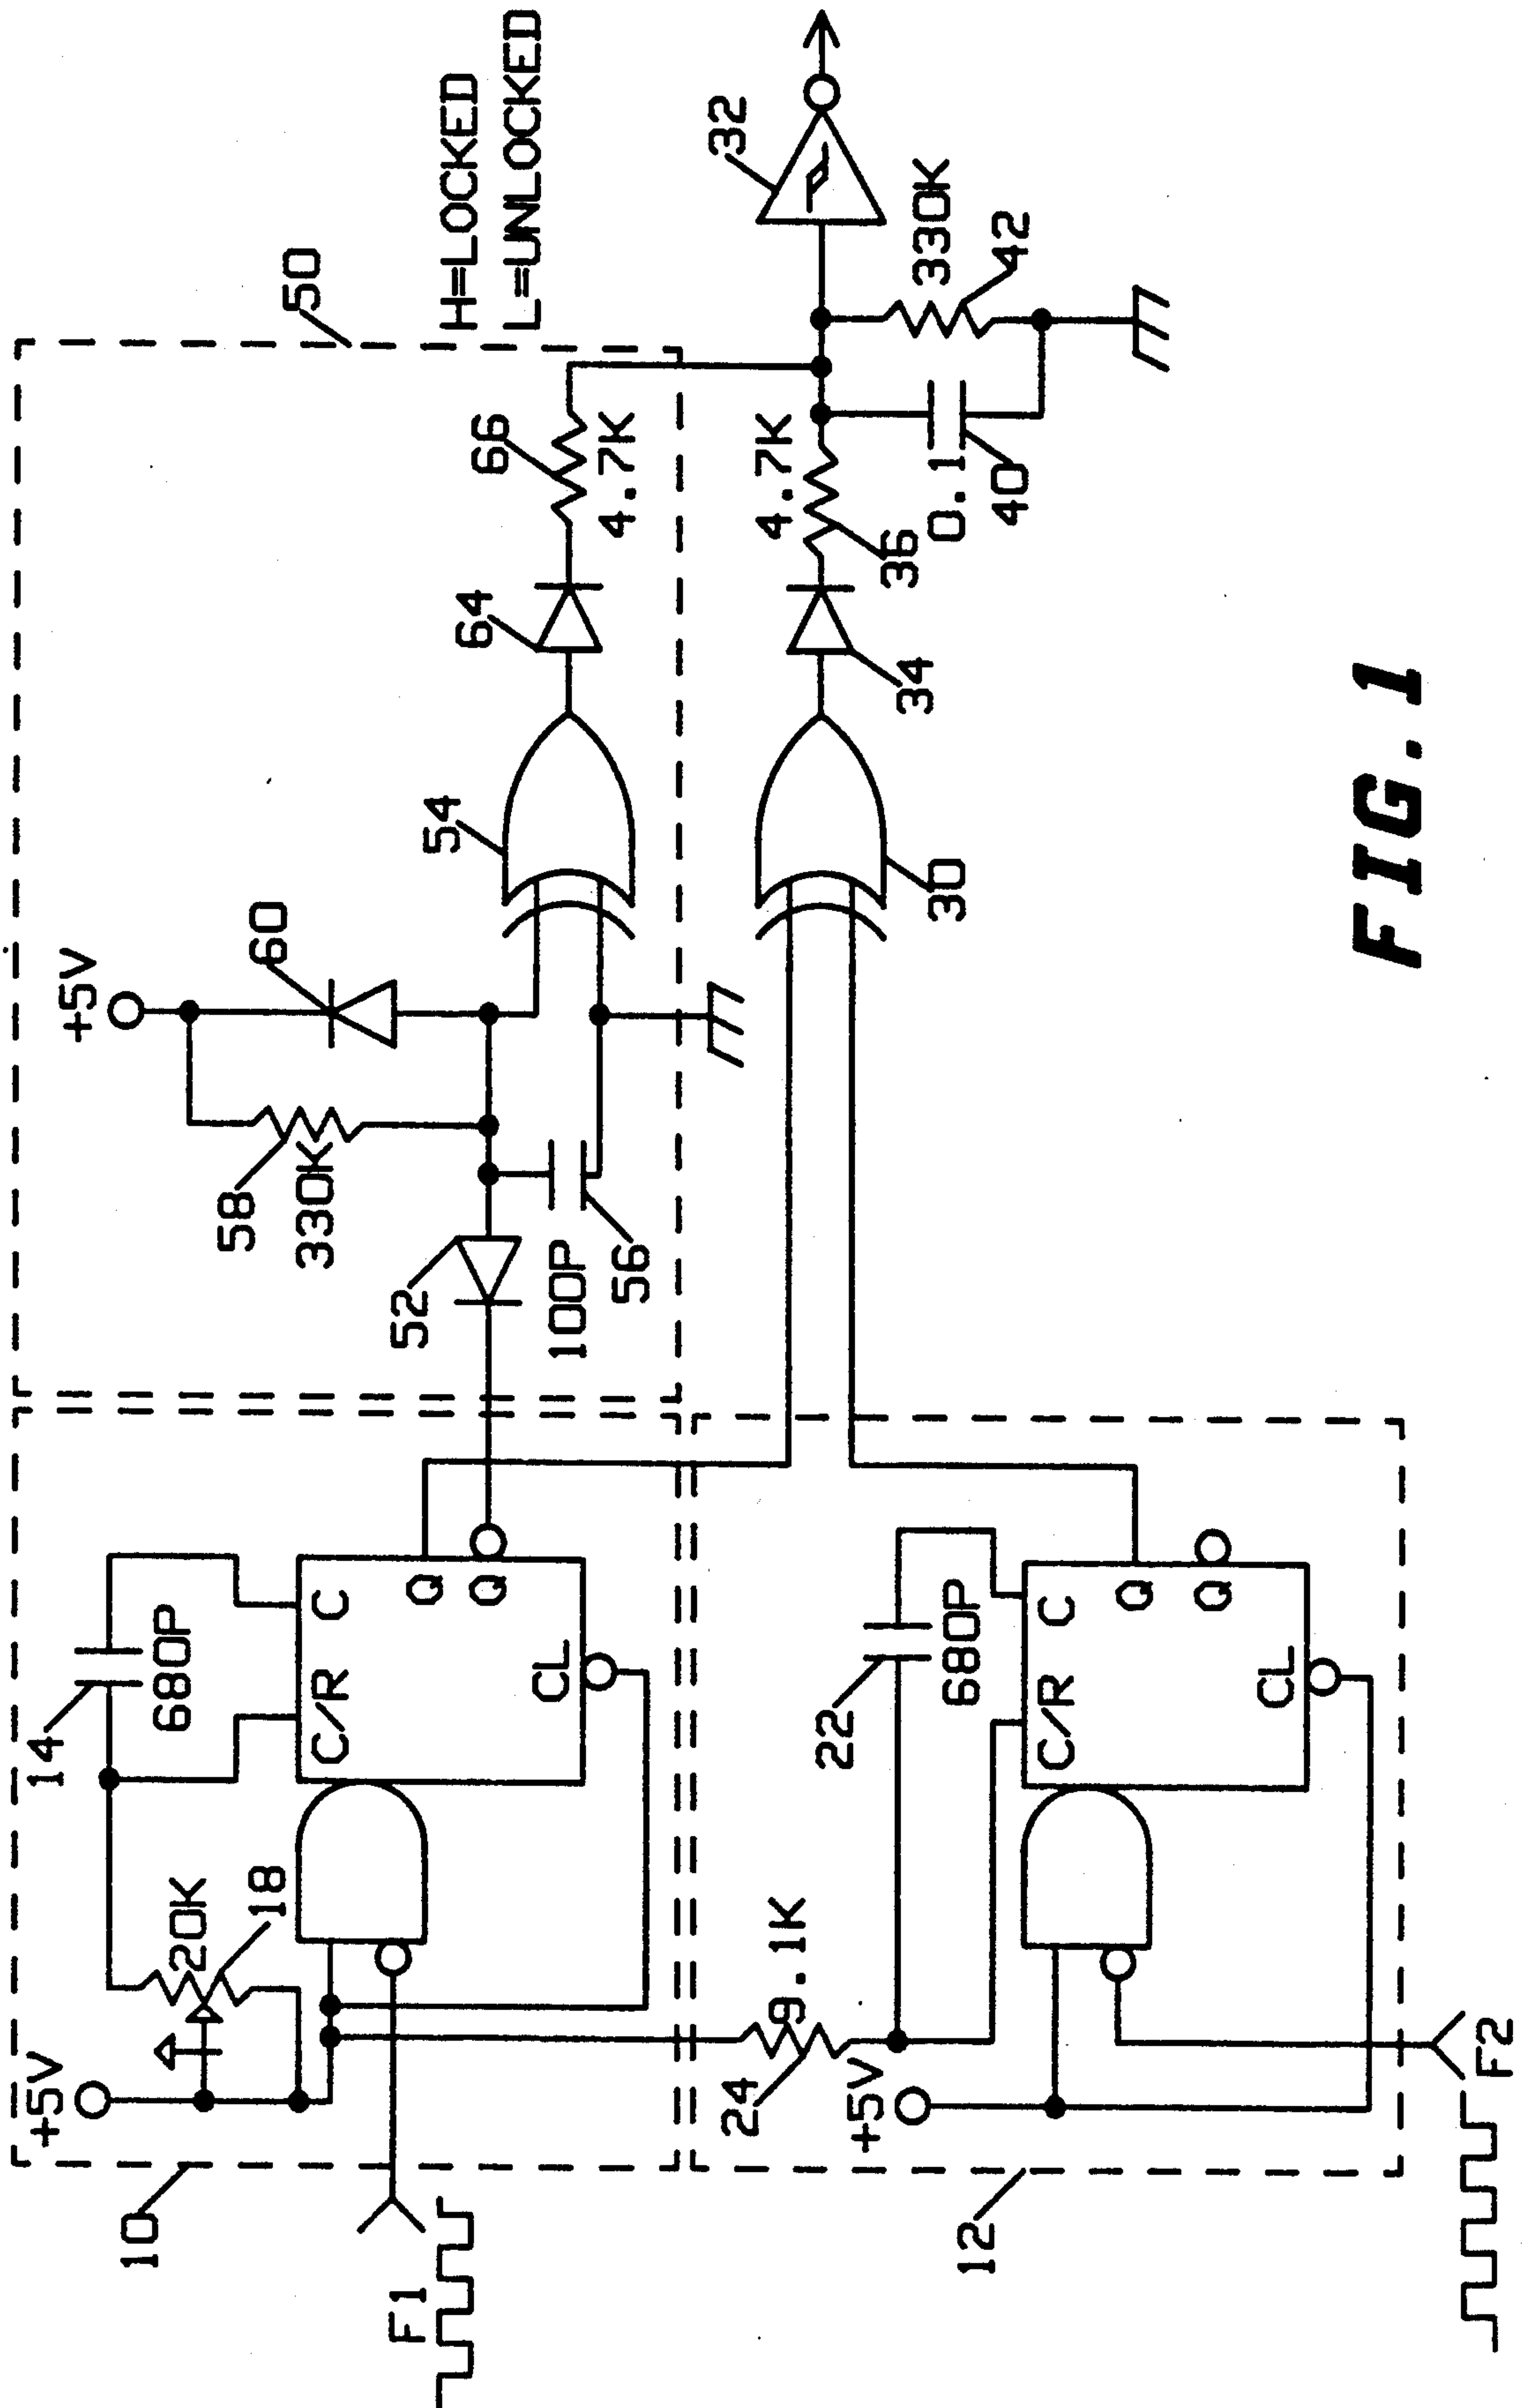 50
+5V
60
58
330K
54
64
66
4.7K
H=LOCKED
L=UNLOCKED
52
100P
56
10
+5V
20K
18
14
680P
C/R
C
Q
Q
CL
F1
24
9.1K
22
680P
+5V
12
C/R
C
Q
Q
CL
F2
30
34
36
4.7K
0.1
40
330K
42
32
FIG. 1